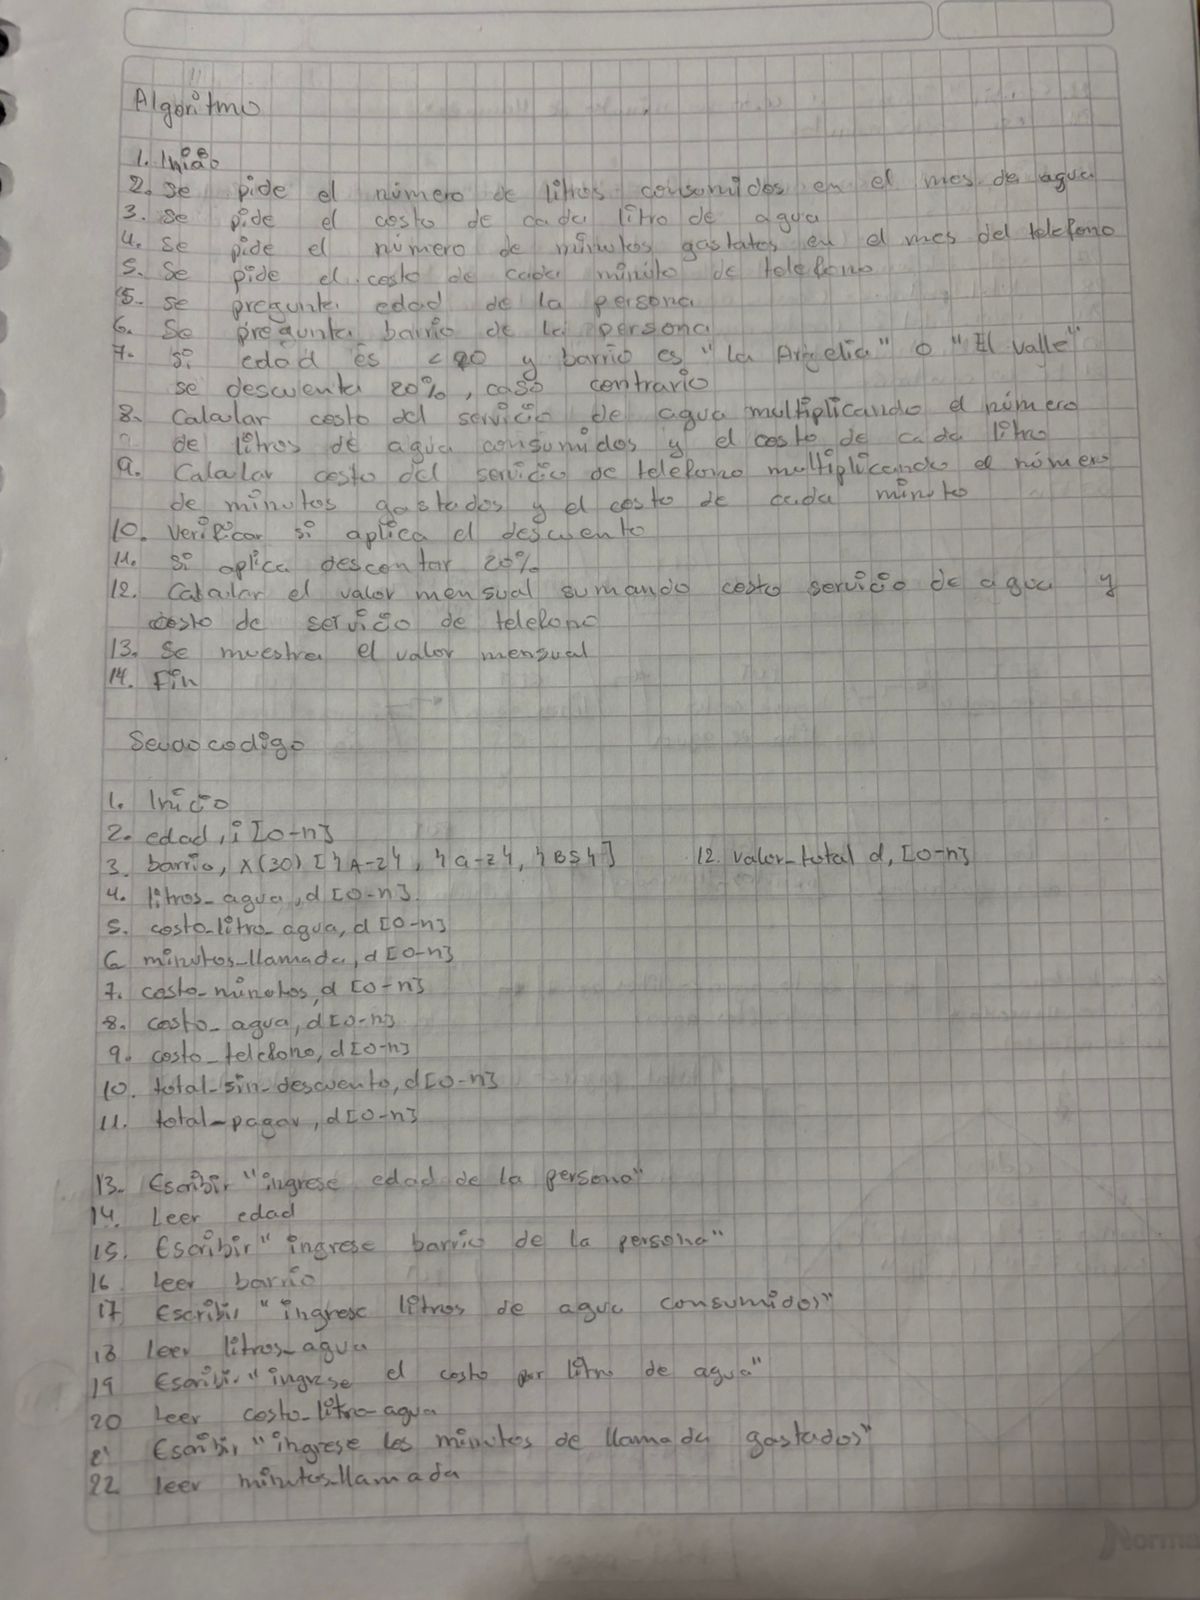 Algoritmo
1. Inicio
2. Se pide el número de litros consumidos en el mes de agua
3. Se pide el costo de cada litro de agua
4. Se pide el número de minutos gastates en el mes del telefono
5. Se pide el costo de cada minuto de telefono
5. Se pregunta edad de la persona
6. Se pregunta barrio de la persona
7. Si edad es < y barrio es "La Argelia" o "El valle"
se descuenta 20%, caso contrario
8. Calcular costo del servicio de agua multiplicando el número
de litros de agua consumidos y el costo de cada litro
9. Calcular costo del servicio de telefono multiplicando el número
de minutos gastados y el costo de cada minuto
10. Verificar si aplica el descuento
11. Si aplica descontar 20%
12. Calcular el valor mensual sumando costo servicio de agua y
costo de servicio de telefono
13. Se muestra el valor mensual
14. Fin
Seudocodigo
1. Inicio
2. edad, i [0-n]
3. barrio, X(30) [ʻA-zʻ, ʻa-zʻ, ʻBSʻ] 12. valor_total d, [0-n]
4. litros_agua, d [0-n]
5. costo_litro_agua, d [0-n]
6 minutos_llamada, d [0-n]
7. costo_minutos, d [0-n]
8. costo_agua, d [0-n]
9. costo_telefono, d [0-n]
10. total_sin_descuento, d [0-n]
11. total_pagar, d [0-n]
13. Escribir "ingrese edad de la persona"
14. Leer edad
15. Escribir "ingrese barrio de la persona"
16 leer barrio
17 Escribir "ingrese litros de agua consumidos"
18 leer litros_agua
19 Escribir "ingrese el costo por litro de agua"
20 Leer costo_litro_agua
21 Escribir "ingrese los minutos de llamada gastados"
22 leer minutos_llamada
Norma